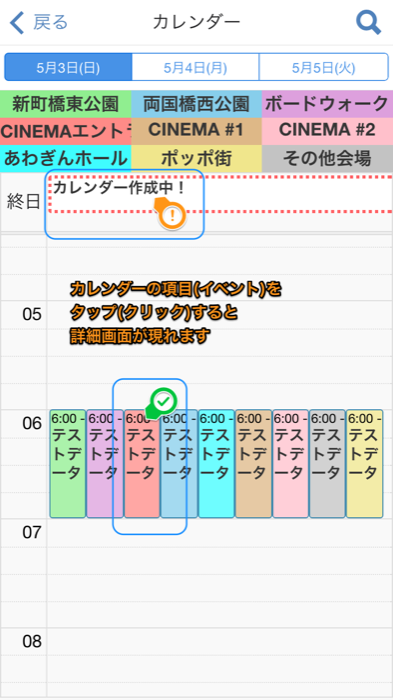 戻る
カレンダー
5月3日(日)
5月4日(月)
5月5日(火)
新町橋東公園
両国橋西公園
ボードウォーク
CINEMAエントラ
CINEMA #1
CINEMA #2
あわぎんホール
ポッポ街
その他会場
終日
カレンダー作成中！
カレンダーの項目(イベント)を
タップ(クリック)すると
詳細画面が現れます
05
06
6:00 -
テス
トデ
ータ
6:00 -
テス
トデ
ータ
6:00
テス
トデ
ータ
6:00 -
テス
トデ
ータ
6:00 -
テス
トデ
ータ
6:00 -
テス
トデ
ータ
6:00 -
テス
トデ
ータ
6:00 -
テス
トデ
ータ
6:00 -
テス
トデ
ータ
07
08